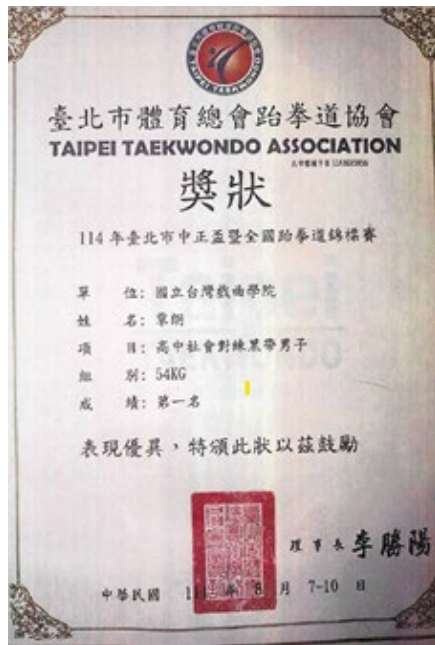 臺北市體育總會跆拳道協會
TAIPEI TAEKWONDO ASSOCIATION
獎狀
114 年臺北市中正盃暨全國跆拳道錦標賽
單 位: 國立台灣戲曲學院
姓 名: 覃朗
項 目: 高中社會對練黑帶男子
組 別: 54KG
成 績: 第一名
表現優異,特頒此狀以茲鼓勵
理事長 李勝陽
中華民國 年 8 月 7-10 日